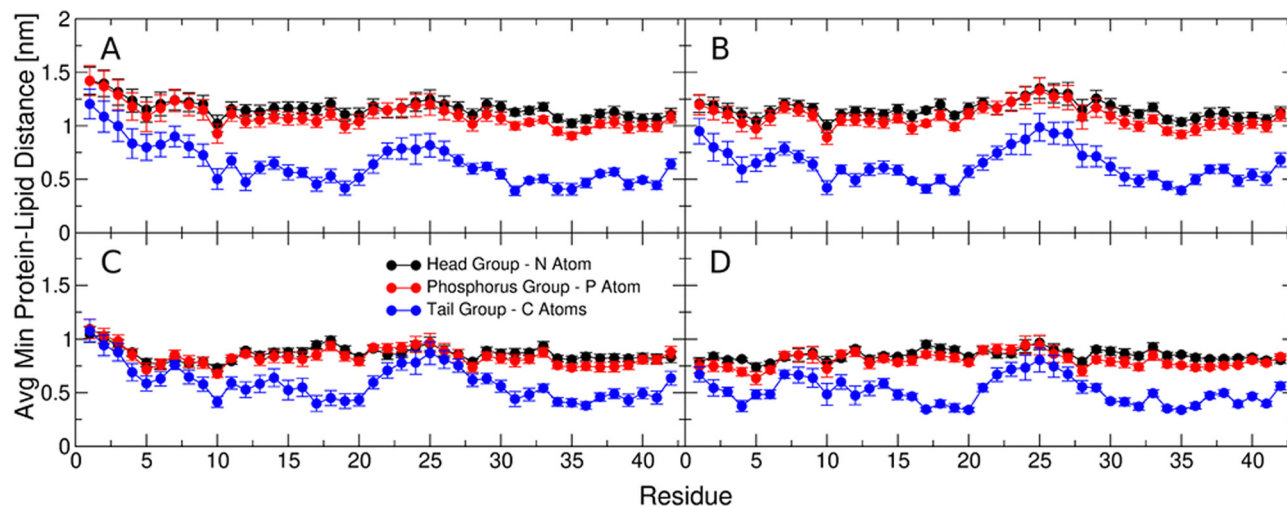 Avg Min Protein-Lipid Distance [nm]
2
1.5
1
0.5
0
A
B
1.5
1
0.5
0
C
Head Group - N Atom
Phosphorus Group - P Atom
Tail Group - C Atoms
D
0 5 10 15 20 25 30 35 40 0 5 10 15 20 25 30 35 40
Residue